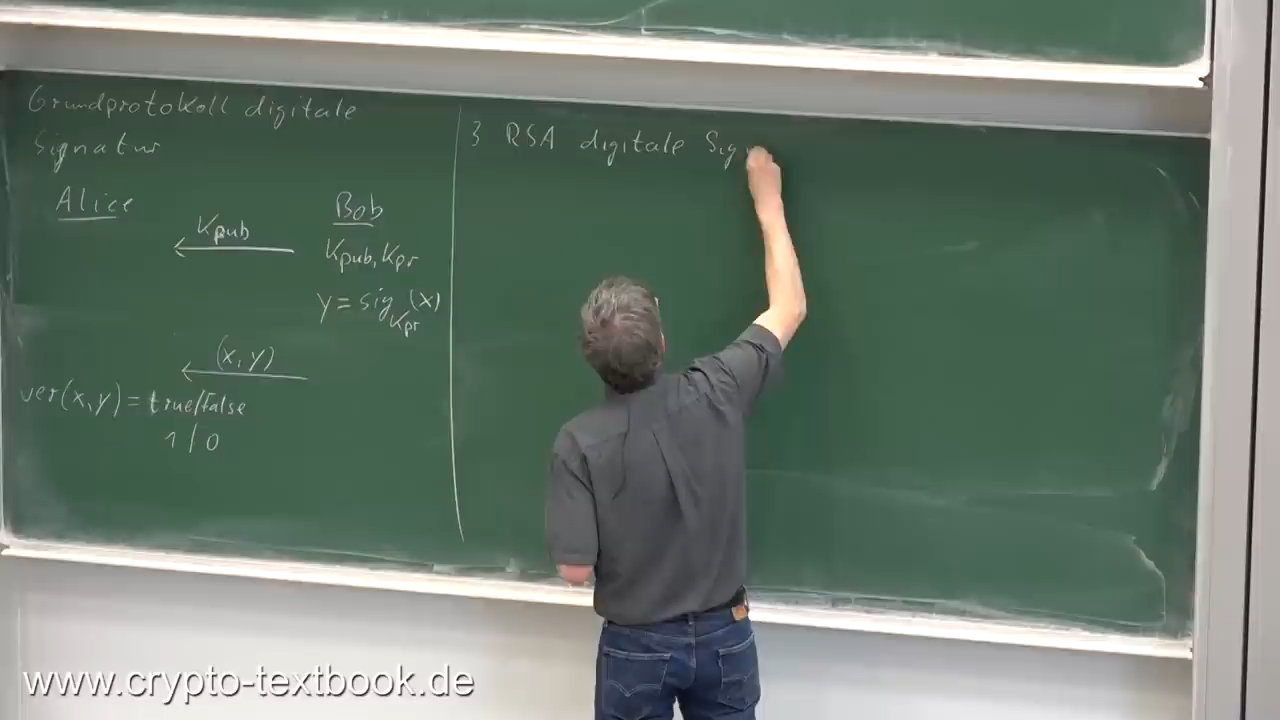 Grundprotokoll digitale
Signatur
Alice
Bob
Kpub
Kpub, Kpr
y = sig Kpr (x)
(x, y)
ver(x,y) = true/false
1 / 0
3 RSA digitale Sig
www.crypto-textbook.de